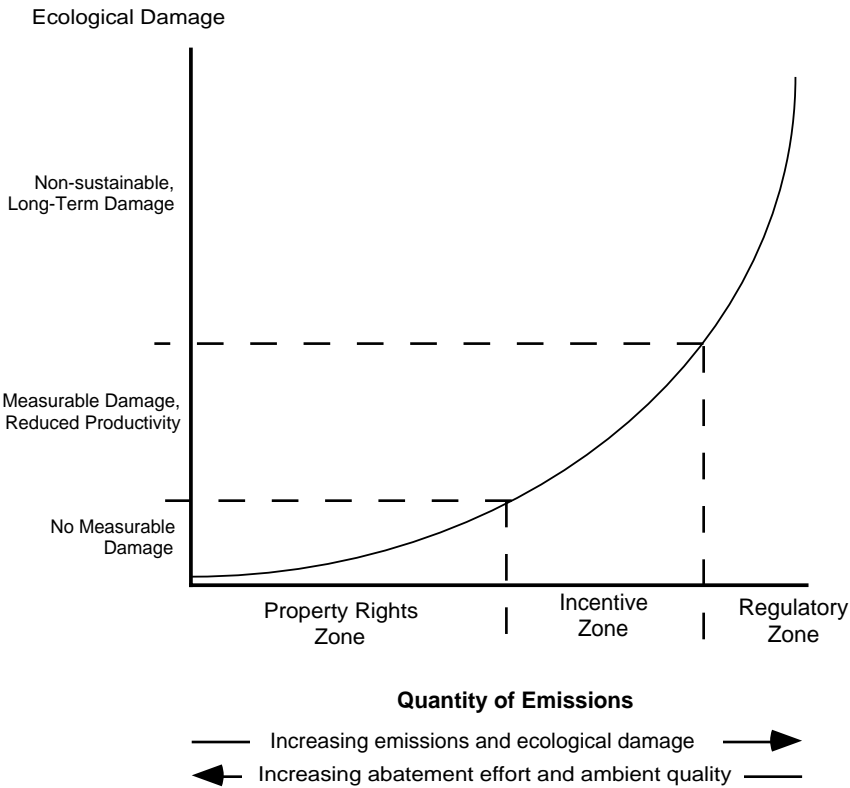 Ecological Damage
Non-sustainable,
Long-Term Damage
Measurable Damage,
Reduced Productivity
No Measurable
Damage
Property Rights
Zone
Incentive
Zone
Regulatory
Zone
Quantity of Emissions
Increasing emissions and ecological damage
Increasing abatement effort and ambient quality